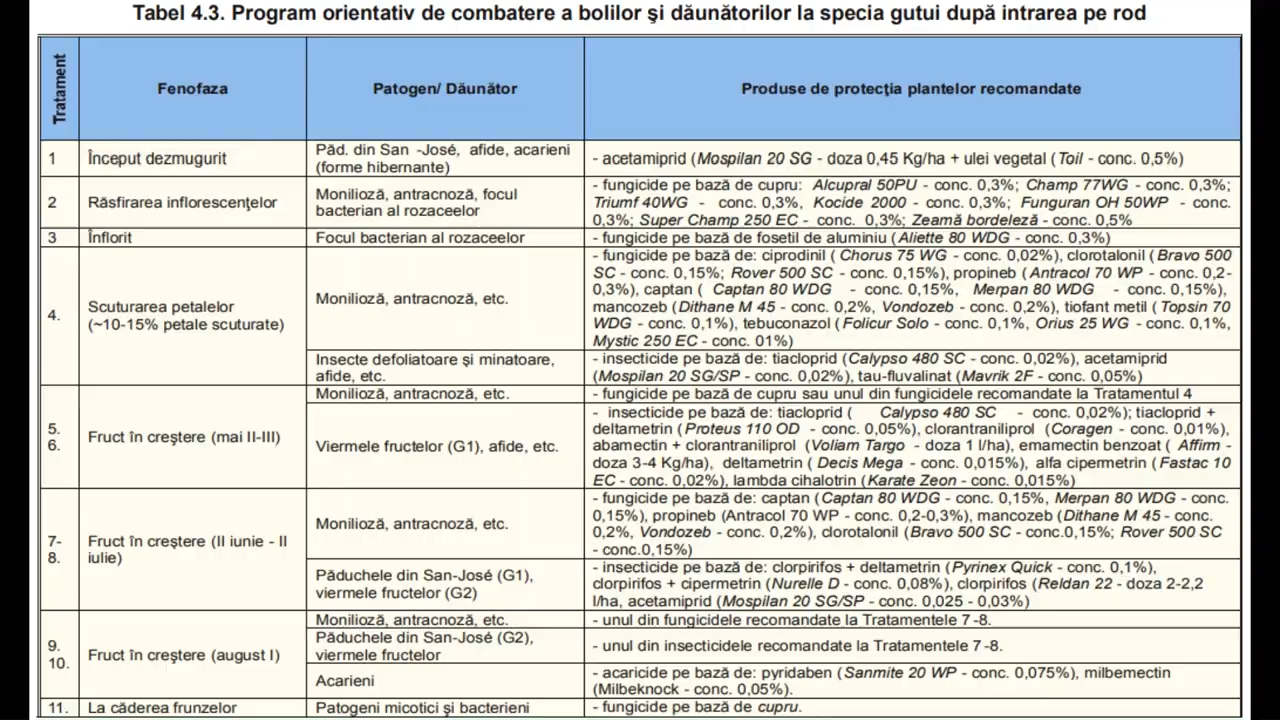 Tabel 4.3. Program orientativ de combatere a bolilor şi dăunătorilor la specia gutui după intrarea pe rod
Tratament
Fenofaza
Patogen/ Dăunător
Produse de protecţia plantelor recomandate
1
Început dezmugurit
Păd. din San -José, afide, acarieni
(forme hibernante)
- acetamiprid (Mospilan 20 SG - doza 0,45 Kg/ha + ulei vegetal (Toil - conc. 0,5%)
2
Răsfirarea inflorescenţelor
Monilioză, antracnoză, focul
bacterian al rozaceelor
- fungicide pe bază de cupru: Alcupral 50PU - conc. 0,3%; Champ 77WG - conc. 0,3%;
Triumf 40WG - conc. 0,3%, Kocide 2000 - conc. 0,3%; Funguran OH 50WP - conc.
0,3%; Super Champ 250 EC - conc. 0,3%; Zeamă bordeleză - conc. 0,5%
3
Înflorit
Focul bacterian al rozaceelor
- fungicide pe bază de fosetil de aluminiu (Aliette 80 WDG - conc. 0,3%)
4.
Scuturarea petalelor
(~10-15% petale scuturate)
Monilioză, antracnoză, etc.
- fungicide pe bază de: ciprodinil ( Chorus 75 WG - conc. 0,02%), clorotalonil ( Bravo 500
SC - conc. 0,15%; Rover 500 SC - conc. 0,15%), propineb ( Antracol 70 WP - conc. 0,2-
0,3%), captan ( Captan 80 WDG - conc. 0,15%, Merpan 80 WDG - conc. 0,15%),
mancozeb (Dithane M 45 - conc. 0,2%, Vondozeb - conc. 0,2%), tiofant metil ( Topsin 70
WDG - conc. 0,1%), tebuconazol ( Folicur Solo - conc. 0,1%, Orius 25 WG - conc. 0,1%,
Mystic 250 EC - conc. 01%)
Insecte defoliatoare şi minatoare,
afide, etc.
- insecticide pe bază de: tiacloprid (Calypso 480 SC - conc. 0,02%), acetamiprid
(Mospilan 20 SG/SP - conc. 0,02%), tau-fluvalinat (Mavrik 2F - conc. 0,05%)
5.
6.
Fruct în creştere (mai II-III)
Monilioză, antracnoză, etc.
- fungicide pe bază de cupru sau unul din fungicidele recomandate la Tratamentul 4
Viermele fructelor (G1), afide, etc.
- insecticide pe bază de: tiacloprid ( Calypso 480 SC - conc. 0,02%); tiacloprid +
deltametrin ( Proteus 110 OD - conc. 0,05%), clorantraniliprol (Coragen - conc. 0,01%),
abamectin + clorantraniliprol (Voliam Targo - doza 1 l/ha), emamectin benzoat ( Affirm -
doza 3-4 Kg/ha), deltametrin ( Decis Mega - conc. 0,015%), alfa cipermetrin ( Fastac 10
EC - conc. 0,02%), lambda cihalotrin (Karate Zeon - conc. 0,015%)
7-
8.
Fruct în creştere (II iunie - II
iulie)
Monilioză, antracnoză, etc.
- fungicide pe bază de: captan ( Captan 80 WDG - conc. 0,15%, Merpan 80 WDG - conc.
0,15%), propineb (Antracol 70 WP - conc. 0,2-0,3%), mancozeb (Dithane M 45 - conc.
0,2%, Vondozeb - conc. 0,2%), clorotalonil (Bravo 500 SC - conc.0,15%; Rover 500 SC
- conc.0,15%)
Păduchele din San-José (G1),
viermele fructelor (G2)
- insecticide pe bază de: clorpirifos + deltametrin (Pyrinex Quick - conc. 0,1%),
clorpirifos + cipermetrin (Nurelle D - conc. 0,08%), clorpirifos (Reldan 22 - doza 2-2,2
l/ha, acetamiprid (Mospilan 20 SG/SP - conc. 0,025 - 0,03%)
9.
10.
Fruct în creştere (august I)
Monilioză, antracnoză, etc.
- unul din fungicidele recomandate la Tratamentele 7 -8.
Păduchele din San-José (G2),
viermele fructelor
- unul din insecticidele recomandate la Tratamentele 7 -8.
Acarieni
- acaricide pe bază de: pyridaben ( Sanmite 20 WP - conc. 0,075%), milbemectin
(Milbeknock - conc. 0,05%).
11.
La căderea frunzelor
Patogeni micotici şi bacterieni
- fungicide pe bază de cupru.